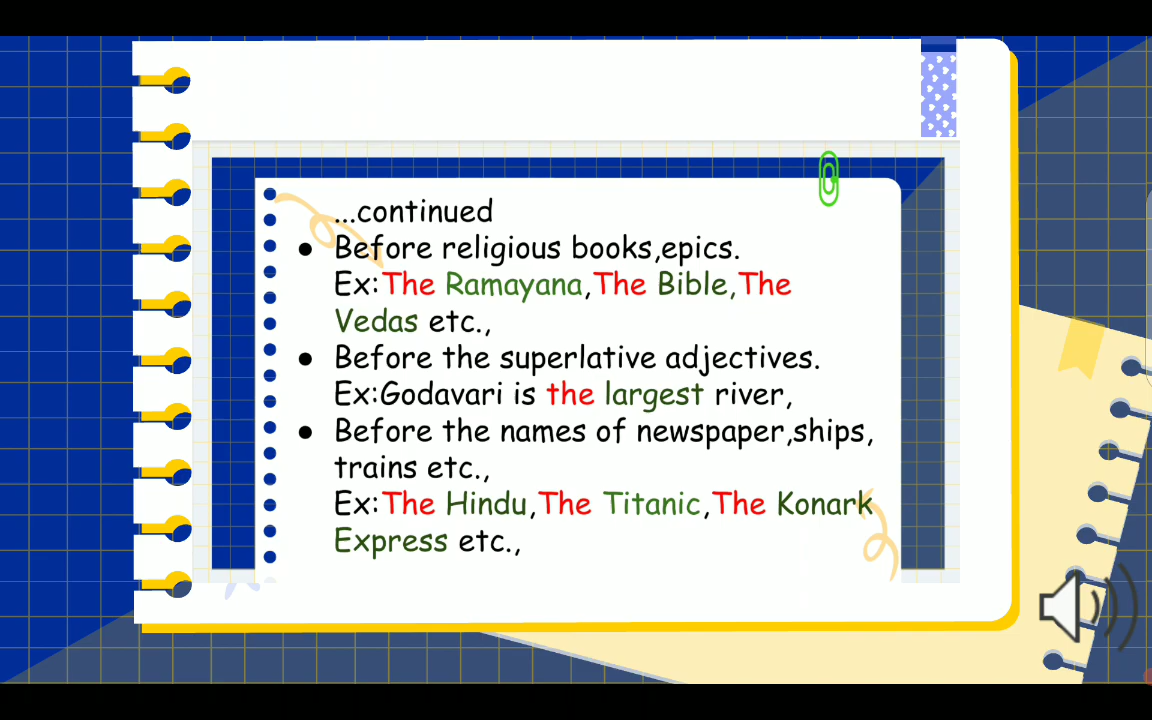 ...continued
● Before religious books,epics.
Ex:The Ramayana,The Bible,The
Vedas etc.,
● Before the superlative adjectives.
Ex:Godavari is the largest river,
● Before the names of newspaper,ships,
trains etc.,
Ex:The Hindu,The Titanic,The Konark
Express etc.,